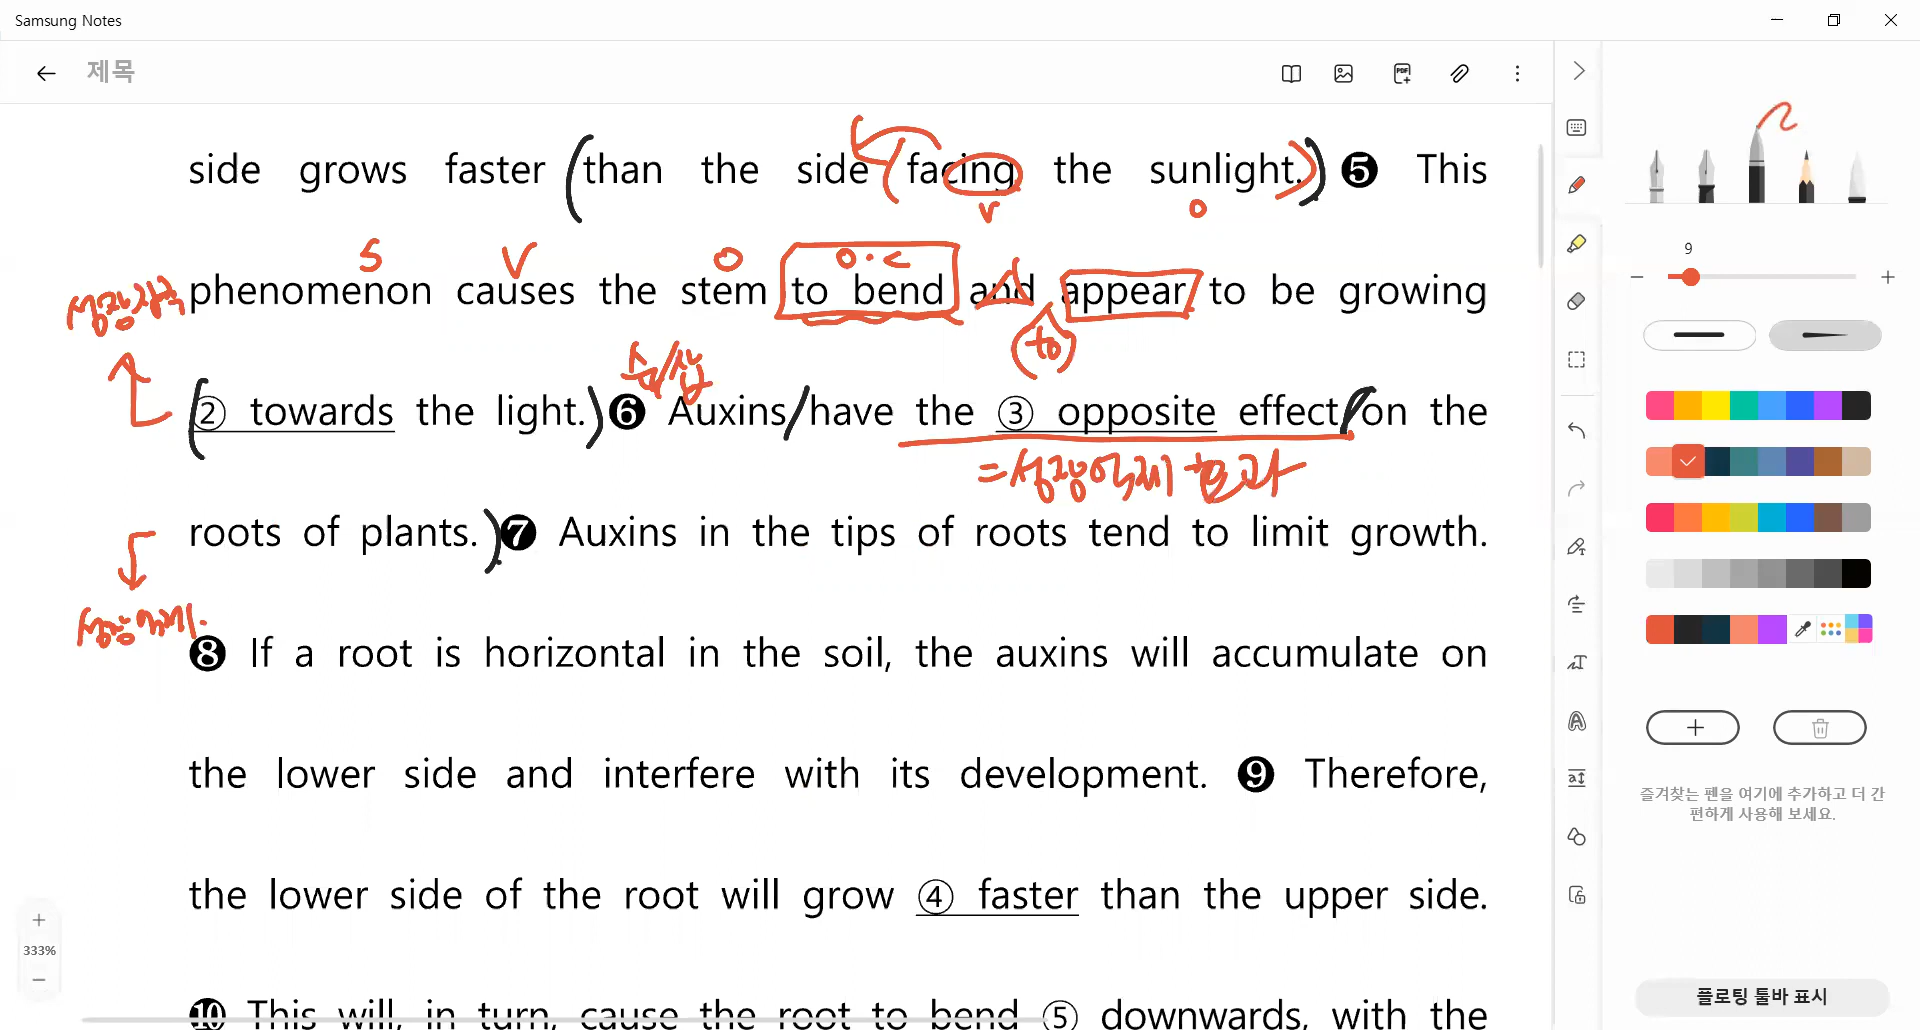 Samsung Notes
제목
side grows faster (than the side (facing the sunlight.)) ❺ This
v o
s v o o.c
phenomenon causes the stem to bend and appear to be growing
(to)
② towards the light.) ❻ Auxins / have the ③ opposite effect / on the
=성장억제 효과
roots of plants.) ❼ Auxins in the tips of roots tend to limit growth.
성장억제.
❽ If a root is horizontal in the soil, the auxins will accumulate on
the lower side and interfere with its development. ❾ Therefore,
the lower side of the root will grow ④ faster than the upper side.
❿ This will, in turn, cause the root to bend ⑤ downwards, with the
333%
9
즐겨찾는 펜을 여기에 추가하고 더 간
편하게 사용해 보세요.
플로팅 툴바 표시